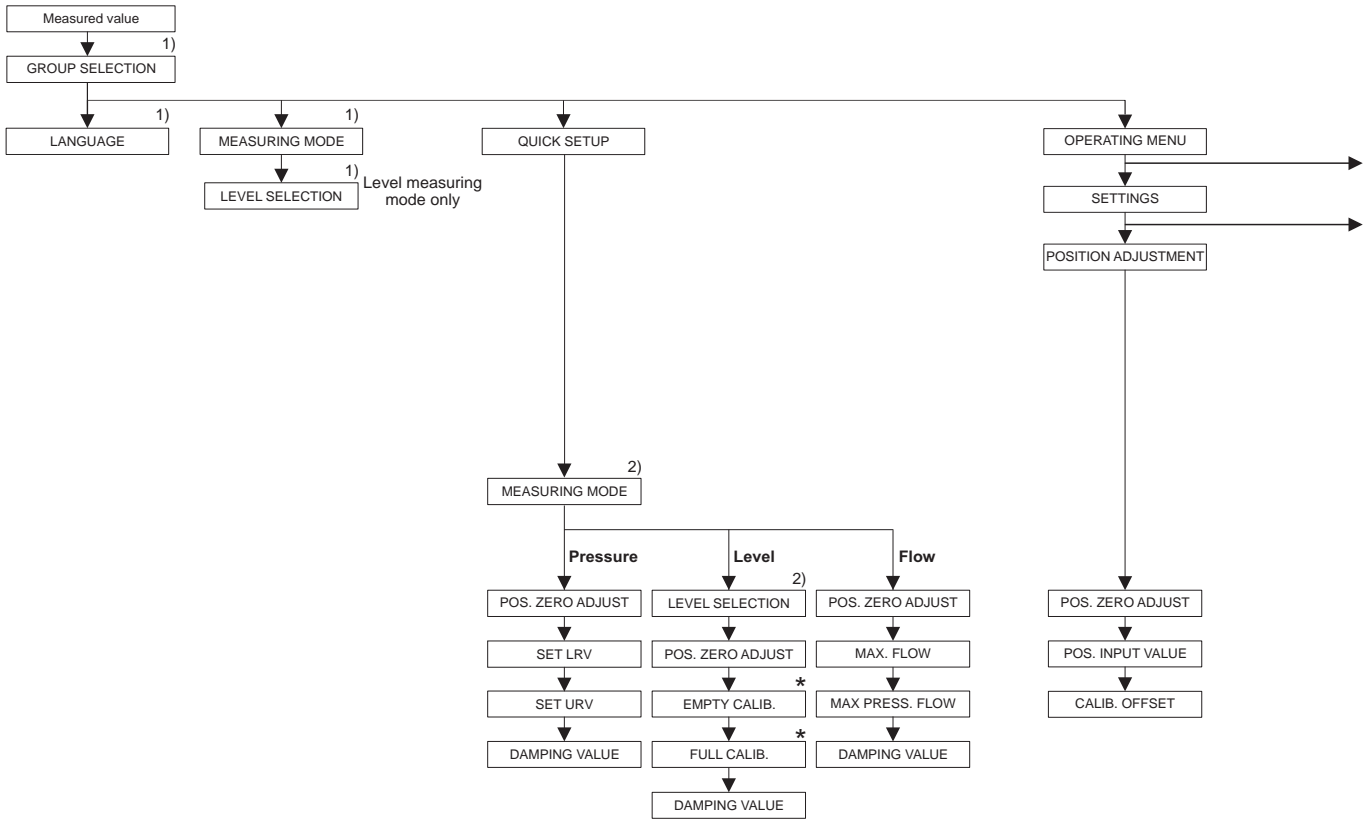 Measured value
1)
GROUP SELECTION
1)
LANGUAGE
1)
MEASURING MODE
QUICK SETUP
OPERATING MENU
1)
LEVEL SELECTION
Level measuring
mode only
SETTINGS
POSITION ADJUSTMENT
2)
MEASURING MODE
Pressure
Level
Flow
2)
POS. ZERO ADJUST
LEVEL SELECTION
POS. ZERO ADJUST
POS. ZERO ADJUST
SET LRV
POS. ZERO ADJUST
MAX. FLOW
POS. INPUT VALUE
*
SET URV
EMPTY CALIB.
MAX PRESS. FLOW
CALIB. OFFSET
*
DAMPING VALUE
FULL CALIB.
DAMPING VALUE
DAMPING VALUE